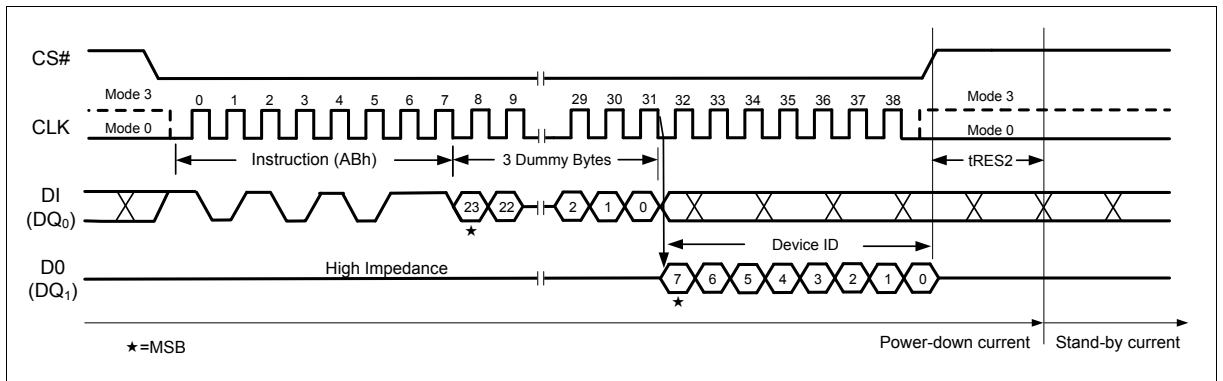 CS#
Mode 3
0 1 2 3 4 5 6 7 8 9 29 30 31 32 33 34 35 36 37 38
Mode 3
CLK
Mode 0
Mode 0
Instruction (ABh)
3 Dummy Bytes
tRES2
DI
(DQ₀)
23 22 2 1 0
★
Device ID
D0
(DQ₁)
High Impedance
7 6 5 4 3 2 1 0
★
★=MSB
Power-down current
Stand-by current